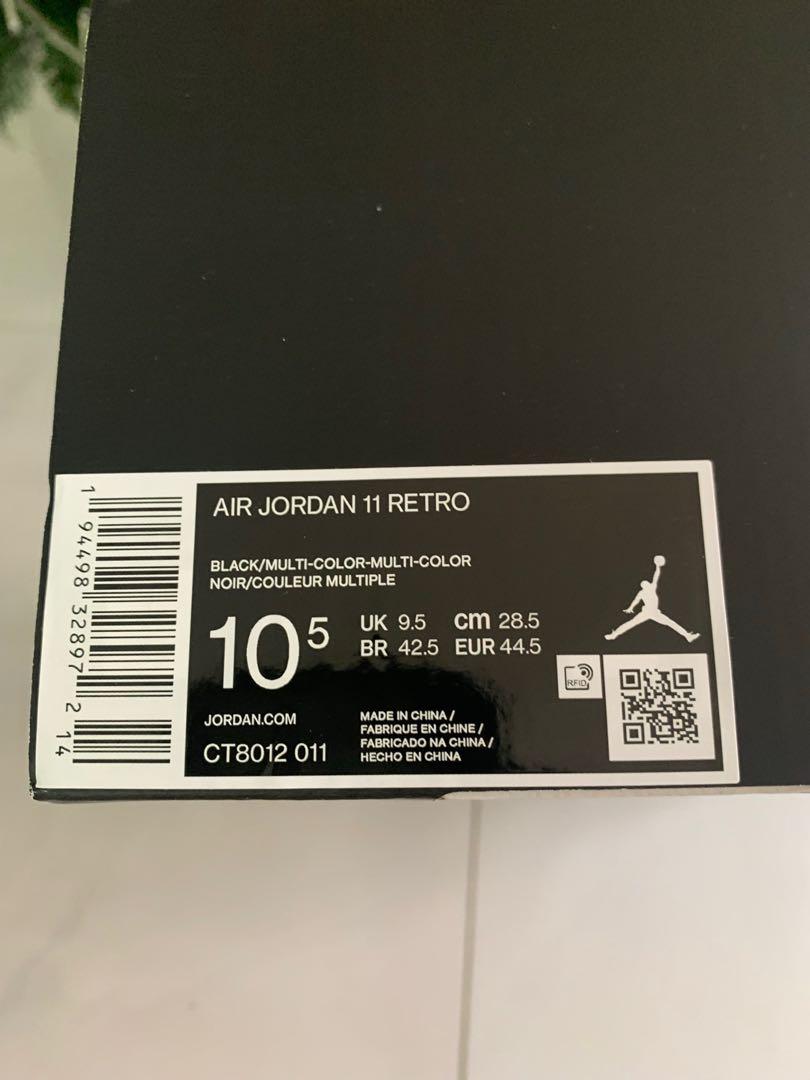 AIR JORDAN 11 RETRO
BLACK/MULTI-COLOR-MULTI-COLOR
NOIR/COULEUR MULTIPLE
10 5
UK 9.5 cm 28.5
BR 42.5 EUR 44.5
RFID
JORDAN.COM
CT8012 011
MADE IN CHINA /
FABRIQUE EN CHINE /
FABRICADO NA CHINA /
HECHO EN CHINA
1 94498 32897 2 14